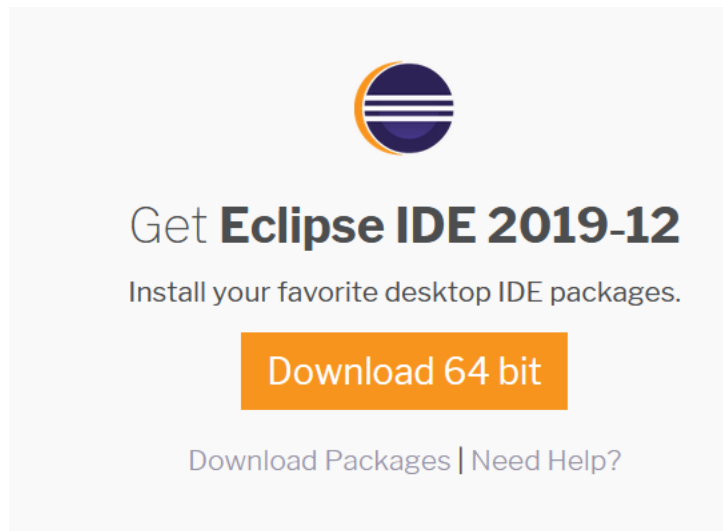 Get Eclipse IDE 2019-12
Install your favorite desktop IDE packages.
Download 64 bit
Download Packages | Need Help?